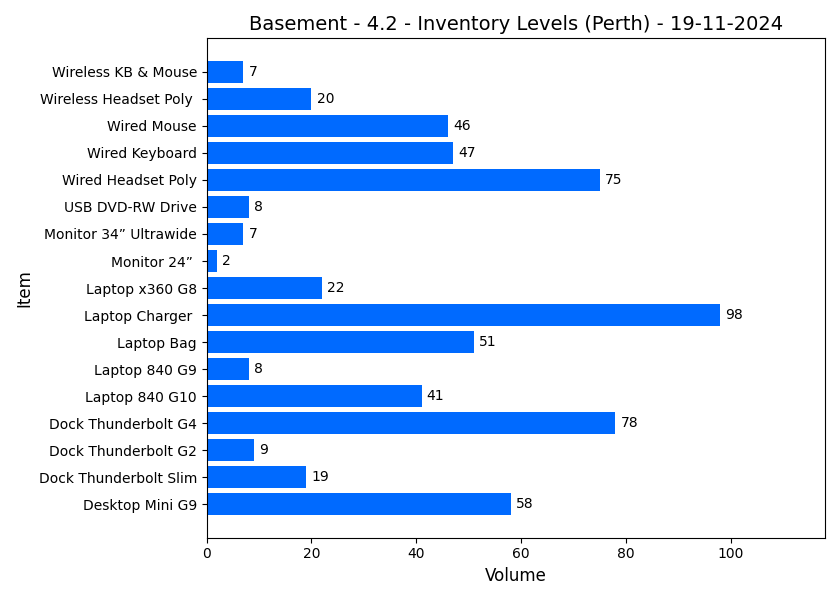 Basement - 4.2 - Inventory Levels (Perth) - 19-11-2024
Wireless KB & Mouse 7
Wireless Headset Poly 20
Wired Mouse 46
Wired Keyboard 47
Wired Headset Poly 75
USB DVD-RW Drive 8
Monitor 34” Ultrawide 7
Monitor 24” 2
Laptop x360 G8 22
Laptop Charger 98
Laptop Bag 51
Laptop 840 G9 8
Laptop 840 G10 41
Dock Thunderbolt G4 78
Dock Thunderbolt G2 9
Dock Thunderbolt Slim 19
Desktop Mini G9 58
Item
0 20 40 60 80 100
Volume